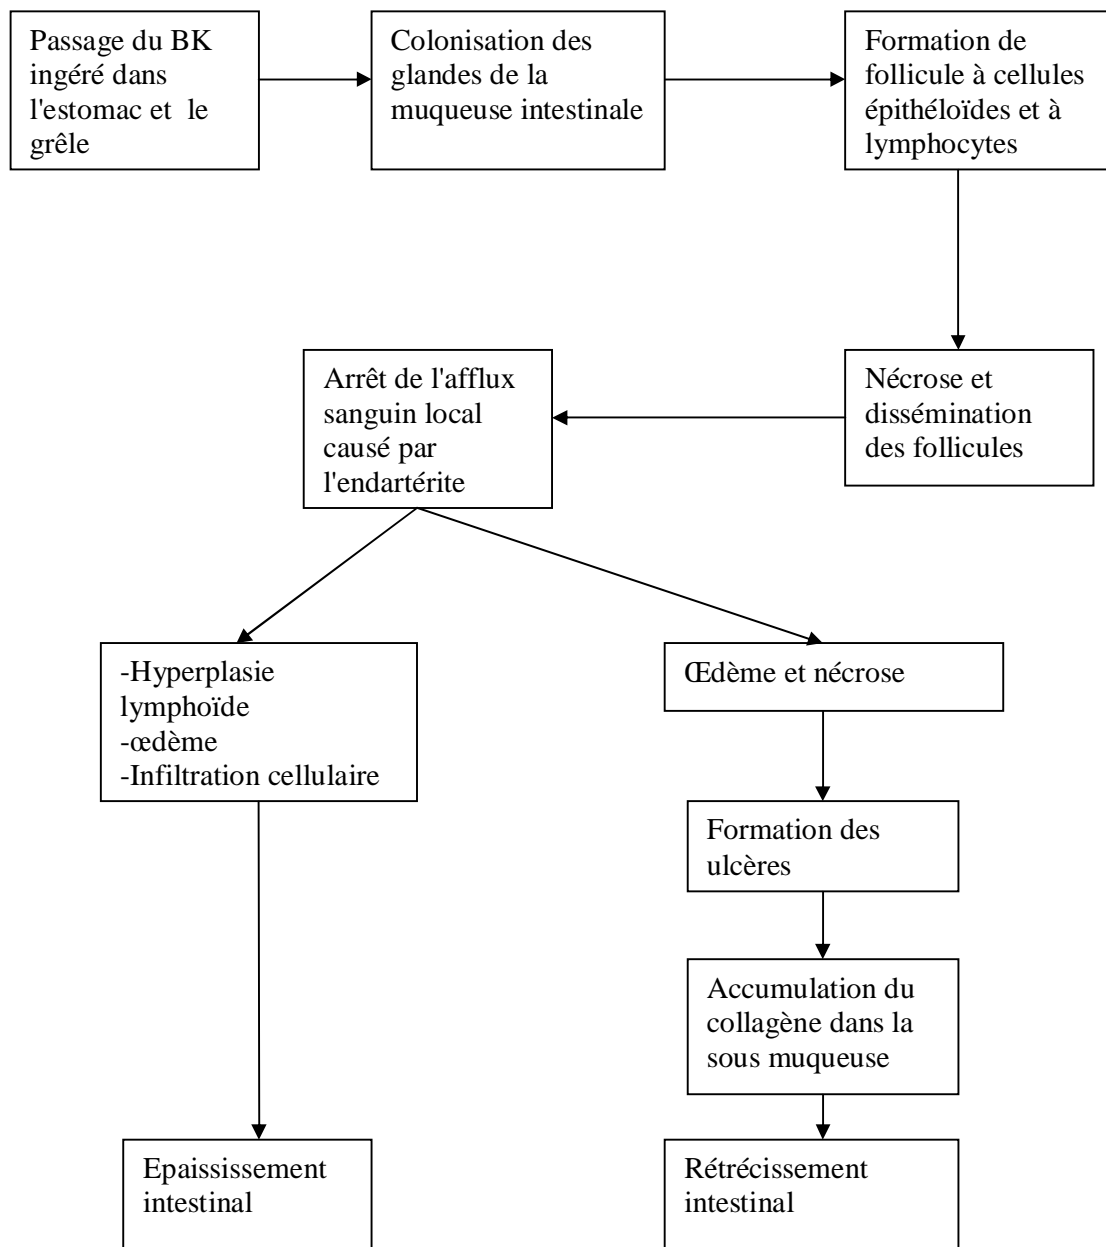 Passage du BK
ingéré dans
l'estomac et le
grêle
Colonisation des
glandes de la
muqueuse intestinale
Formation de
follicule à cellules
épithéloïdes et à
lymphocytes
Arrêt de l'afflux
sanguin local
causé par
l'endartérite
Nécrose et
dissémination
des follicules
-Hyperplasie
lymphoïde
-œdème
-Infiltration cellulaire
Œdème et nécrose
Formation des
ulcères
Accumulation du
collagène dans la
sous muqueuse
Epaississement
intestinal
Rétrécissement
intestinal